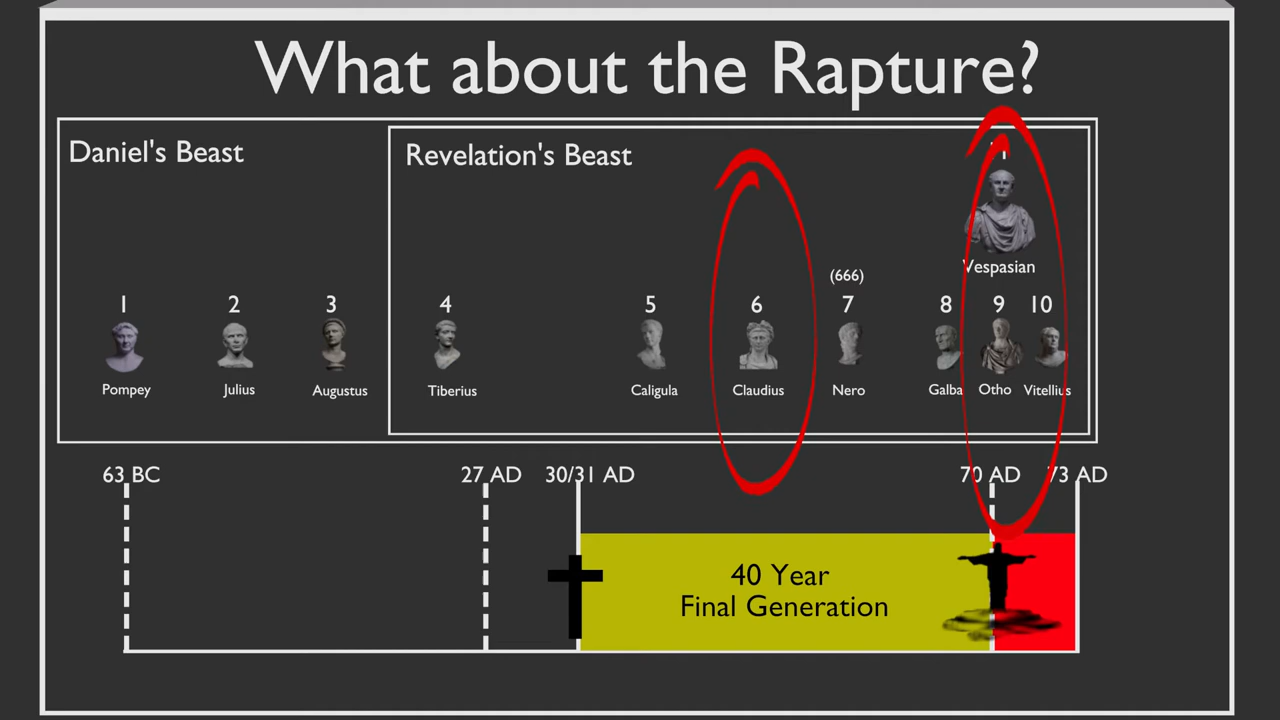 What about the Rapture?
Daniel's Beast
Revelation's Beast
Vespasian
(666)
1 2 3 4 5 6 7 8 9 10
Pompey Julius Augustus Tiberius Caligula Claudius Nero Galba Otho Vitellius
63 BC 27 AD 30/31 AD 70 AD 73 AD
40 Year
Final Generation